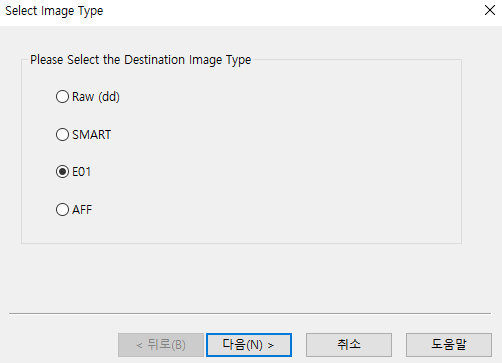 Select Image Type
Please Select the Destination Image Type
Raw (dd)
SMART
E01
AFF
< 뒤로(B) 다음(N) > 취소 도움말